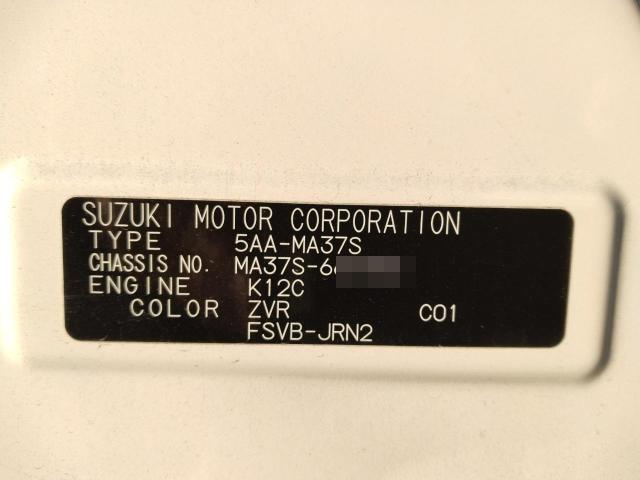 SUZUKI MOTOR CORPORATION
TYPE 5AA-MA37S
CHASSIS NO. MA37S-6
ENGINE K12C
COLOR ZVR C01
FSVB-JRN2